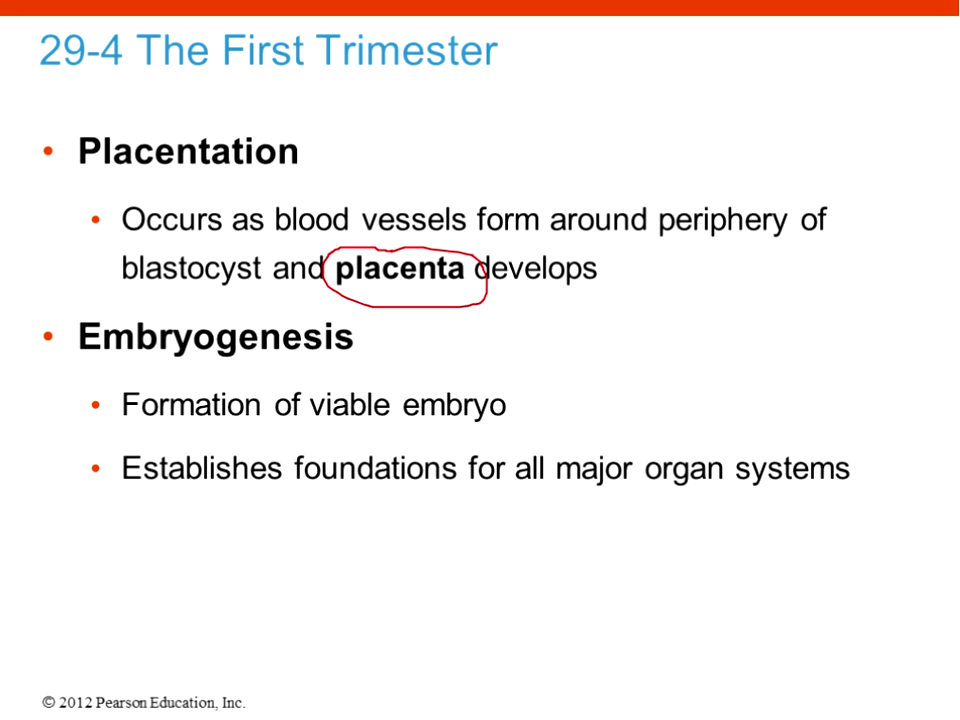 29-4 The First Trimester
• Placentation
• Occurs as blood vessels form around periphery of
blastocyst and placenta develops
• Embryogenesis
• Formation of viable embryo
• Establishes foundations for all major organ systems
© 2012 Pearson Education, Inc.